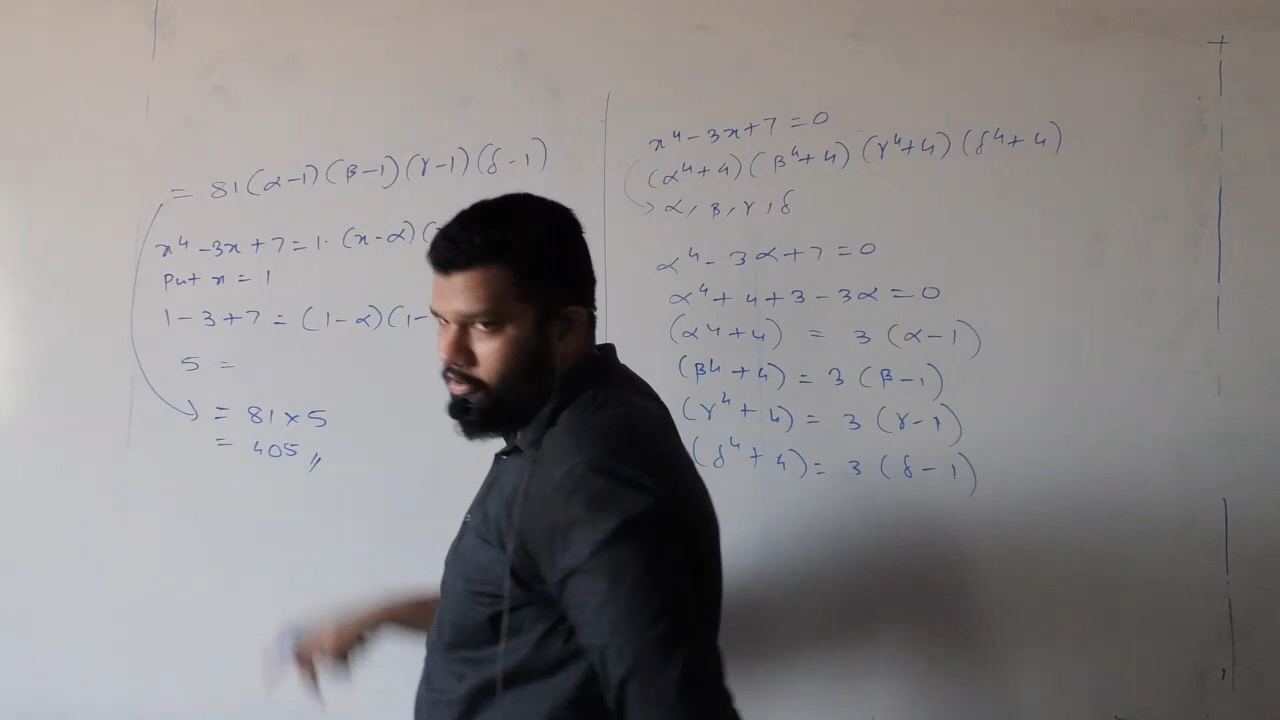 = 81 (α-1) (β-1) (γ-1) (δ-1)
x⁴ - 3x + 7 = 1. (x-α) (
Put x = 1
1 - 3 + 7 = (1-α) (1-
5 =
= 81 × 5
= 405 //
x⁴ - 3x + 7 = 0
(α⁴+4) (β⁴+4) (γ⁴+4) (δ⁴+4)
α, β, γ, δ
α⁴ - 3α + 7 = 0
α⁴ + 4 + 3 - 3α = 0
(α⁴+4) = 3 (α-1)
(β⁴+4) = 3 (β-1)
(γ⁴+4) = 3 (γ-1)
(δ⁴+4) = 3 (δ-1)